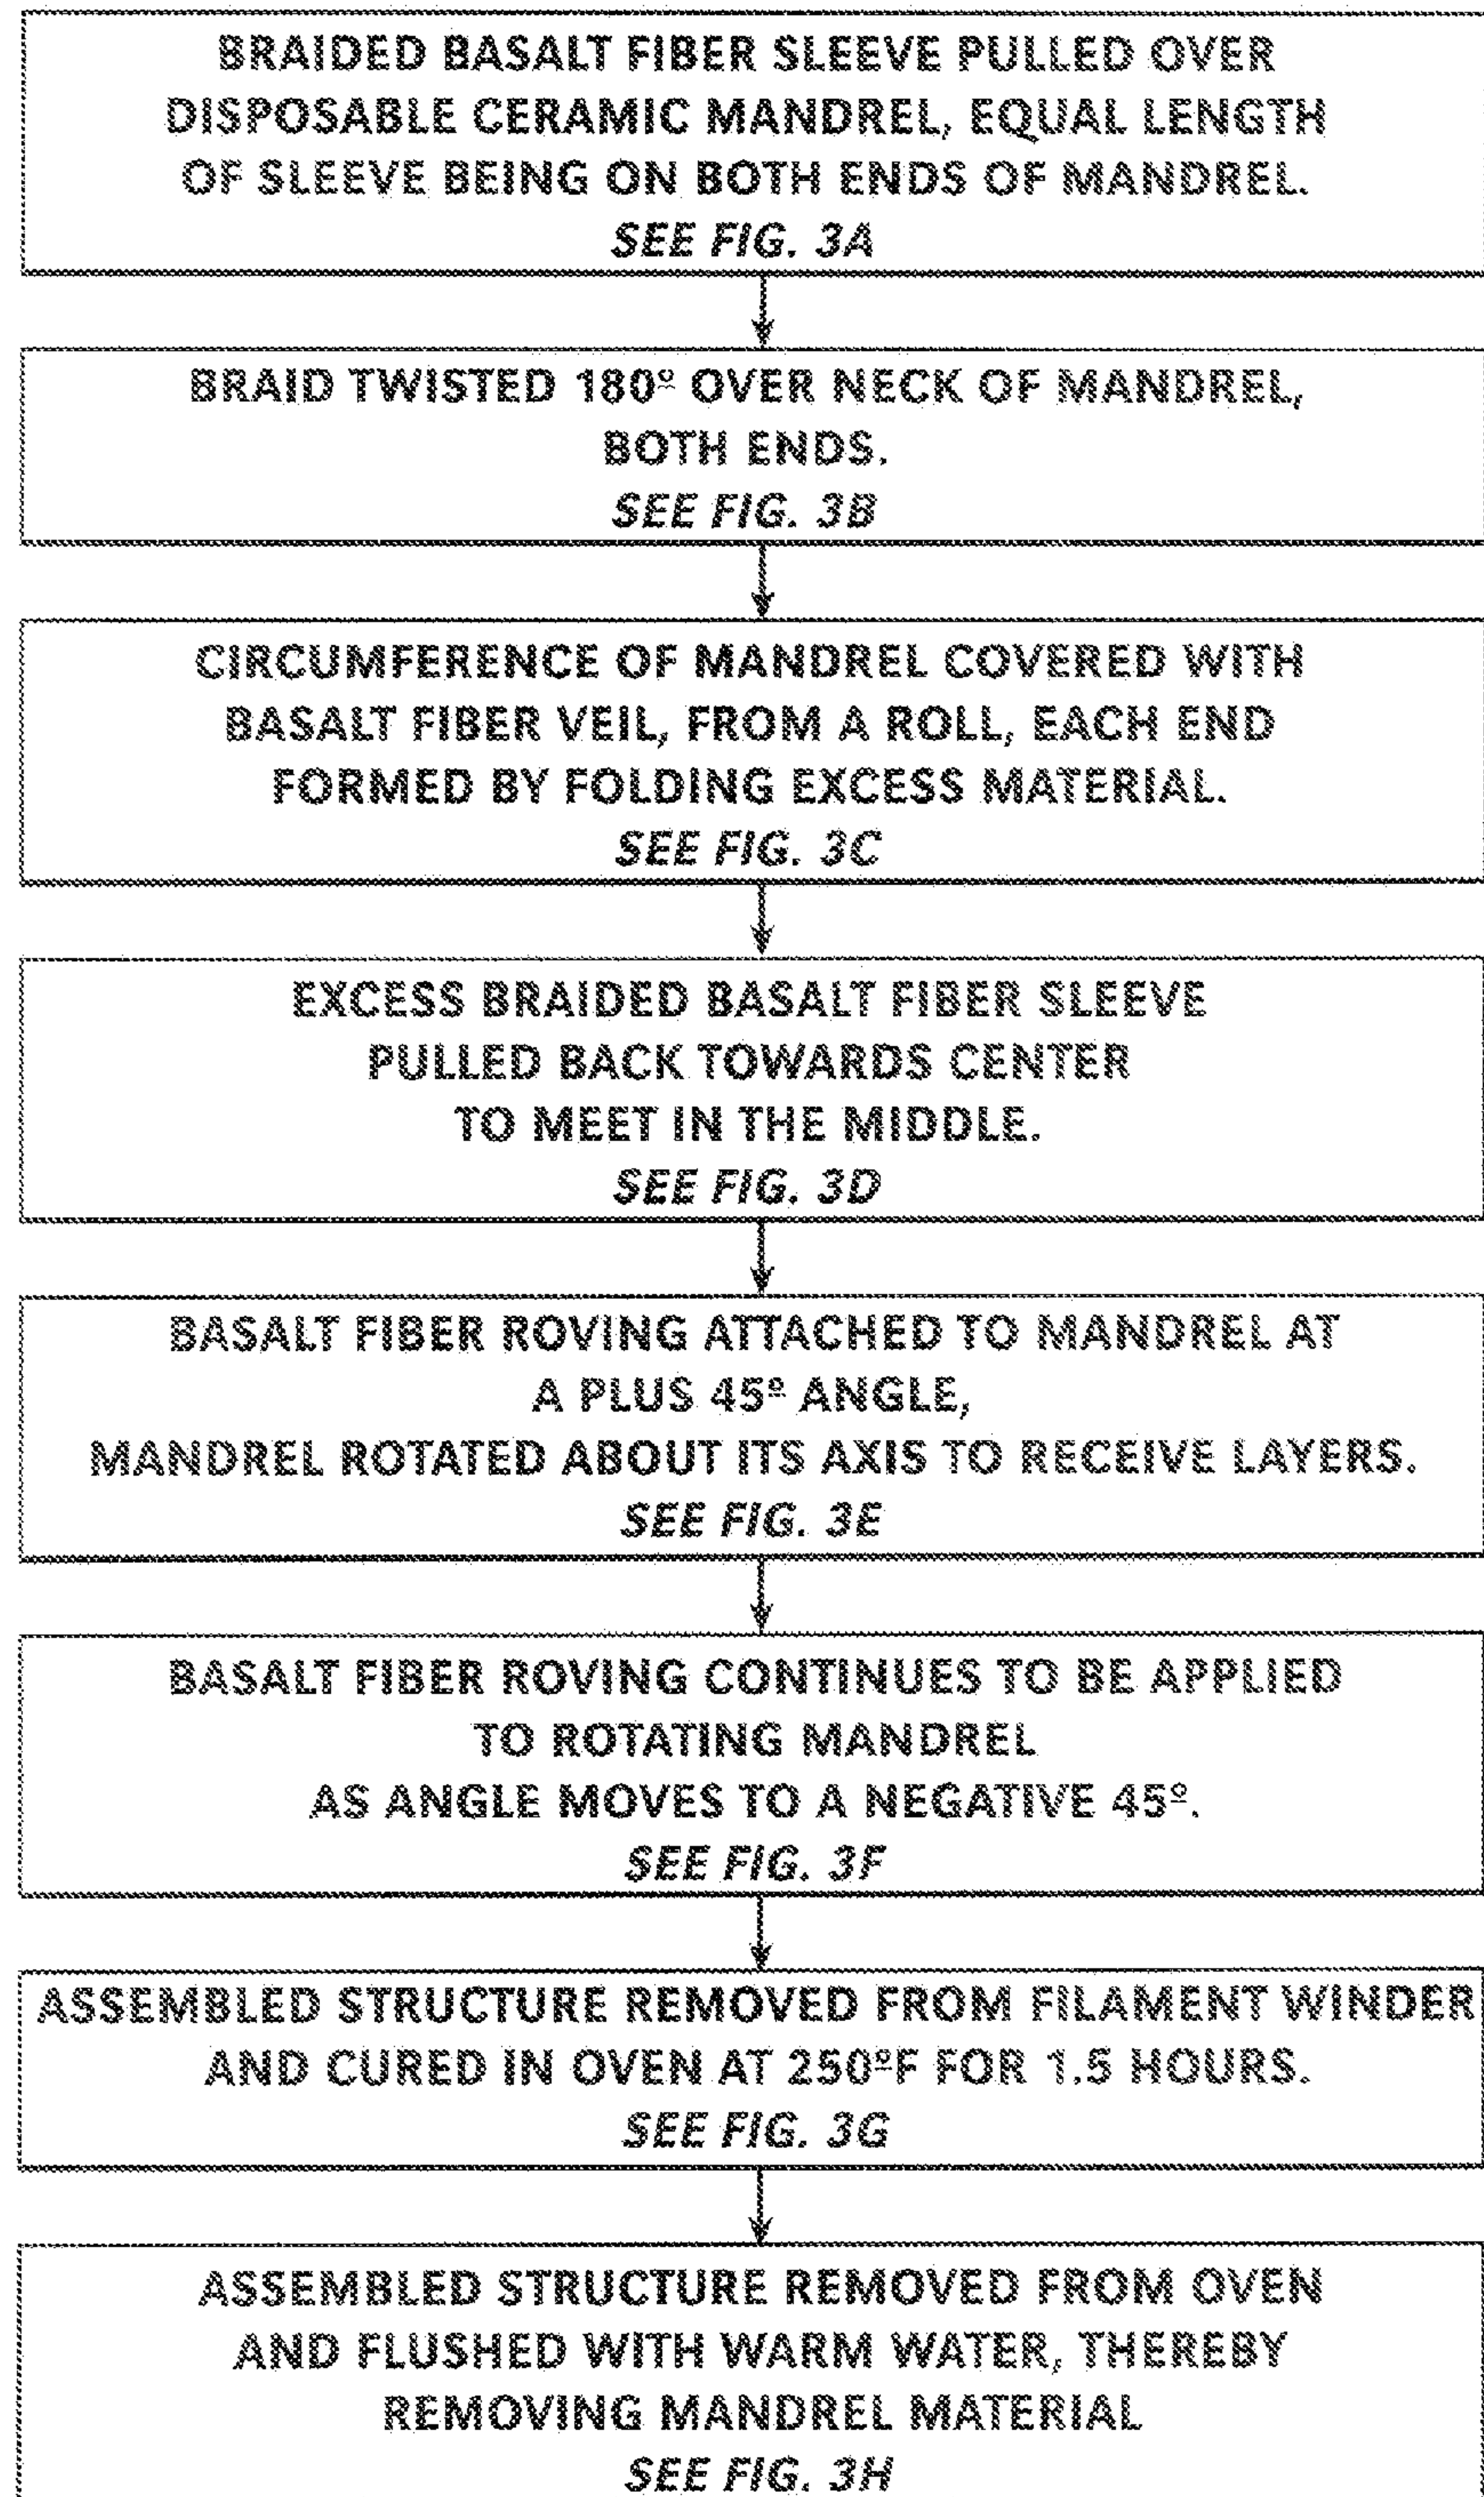 BRAIDED BASALT FIBER SLEEVE PULLED OVER
DISPOSABLE CERAMIC MANDREL, EQUAL LENGTH
OF SLEEVE BEING ON BOTH ENDS OF MANDREL.
SEE FIG. 3A
BRAID TWISTED 180º OVER NECK OF MANDREL,
BOTH ENDS.
SEE FIG. 3B
CIRCUMFERENCE OF MANDREL COVERED WITH
BASALT FIBER VEIL, FROM A ROLL, EACH END
FORMED BY FOLDING EXCESS MATERIAL.
SEE FIG. 3C
EXCESS BRAIDED BASALT FIBER SLEEVE
PULLED BACK TOWARDS CENTER
TO MEET IN THE MIDDLE.
SEE FIG. 3D
BASALT FIBER ROVING ATTACHED TO MANDREL AT
A PLUS 45º ANGLE,
MANDREL ROTATED ABOUT ITS AXIS TO RECEIVE LAYERS.
SEE FIG. 3E
BASALT FIBER ROVING CONTINUES TO BE APPLIED
TO ROTATING MANDREL
AS ANGLE MOVES TO A NEGATIVE 45º.
SEE FIG. 3F
ASSEMBLED STRUCTURE REMOVED FROM FILAMENT WINDER
AND CURED IN OVEN AT 250ºF FOR 1.5 HOURS.
SEE FIG. 3G
ASSEMBLED STRUCTURE REMOVED FROM OVEN
AND FLUSHED WITH WARM WATER, THEREBY
REMOVING MANDREL MATERIAL
SEE FIG. 3H